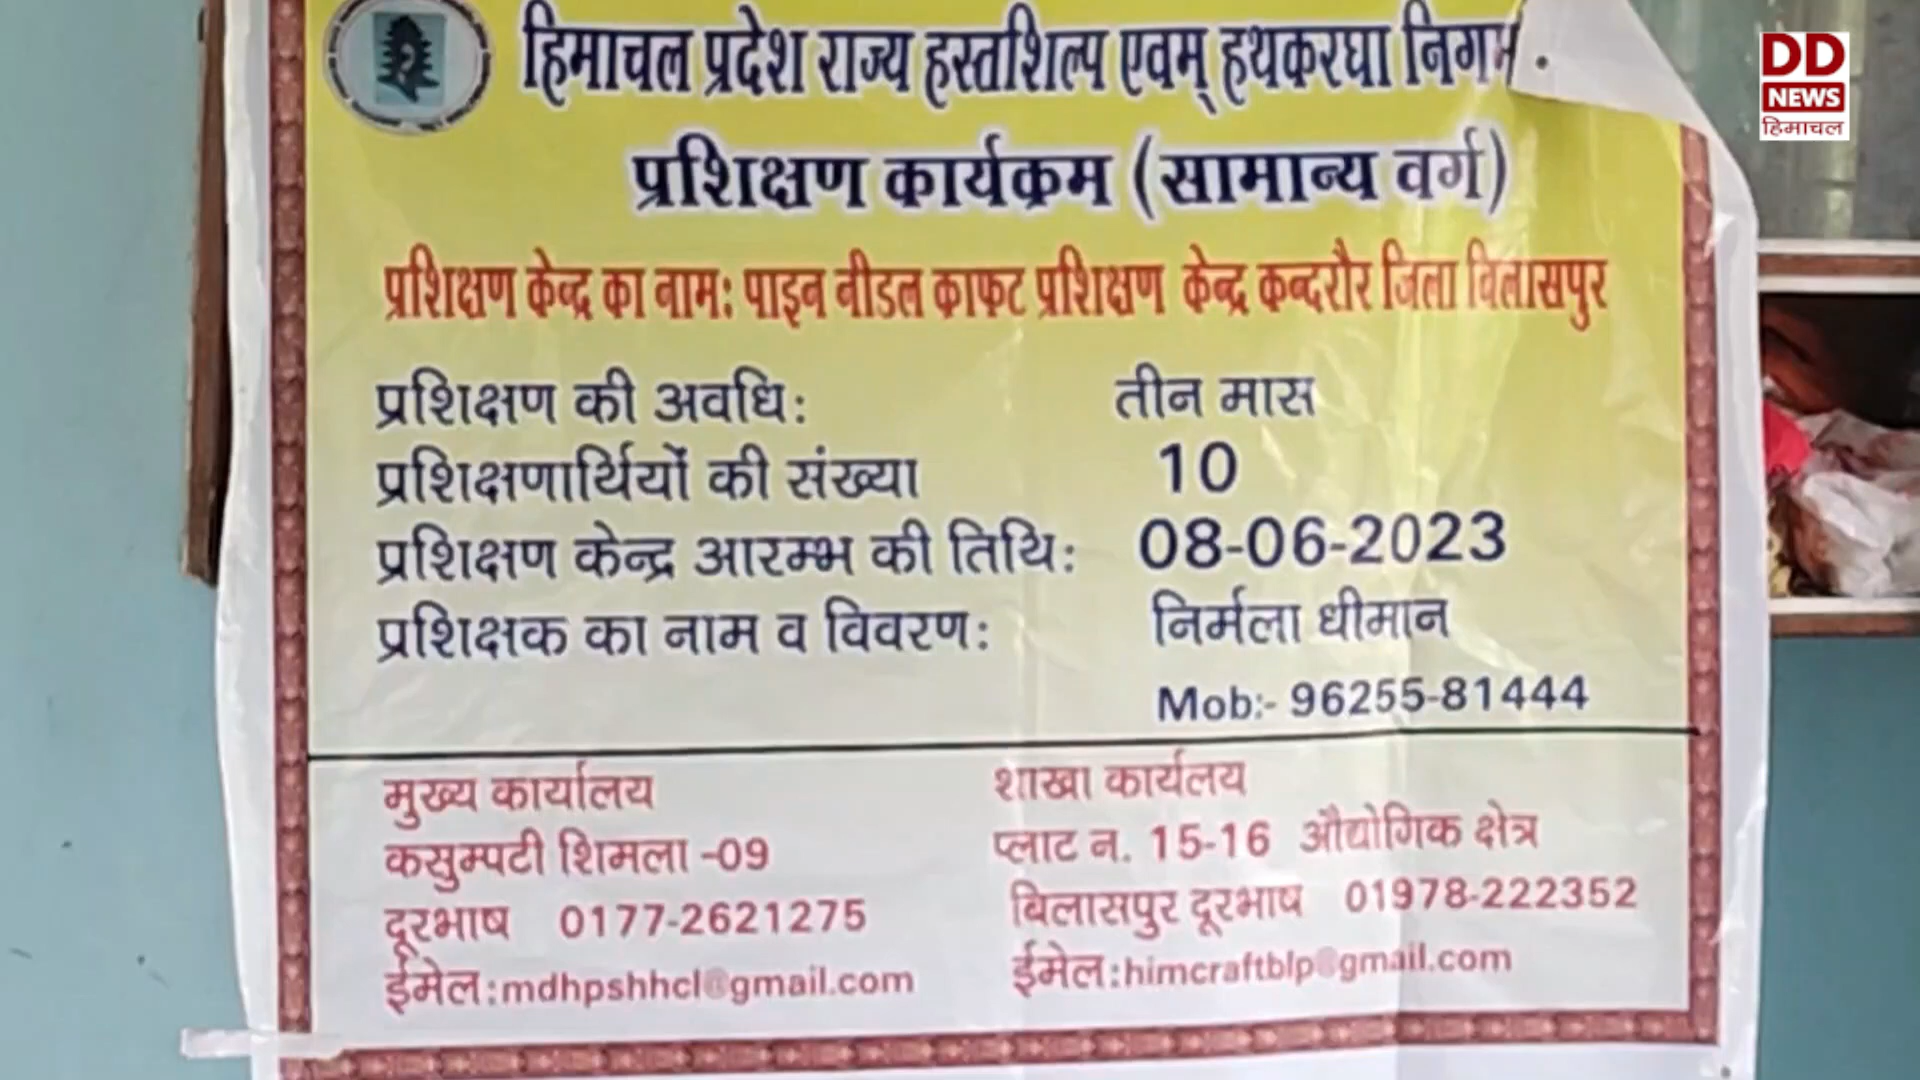 हिमाचल प्रदेश राज्य हस्तशिल्प एवम् हथकरघा निगम
DD
NEWS
हिमाचल
प्रशिक्षण कार्यक्रम (सामान्य वर्ग)
प्रशिक्षण केन्द्र का नाम: पाइन नीडल क्राफ्ट प्रशिक्षण केन्द्र कन्दरौर जिला बिलासपुर
प्रशिक्षण की अवधि: तीन मास
प्रशिक्षणार्थियों की संख्या 10
प्रशिक्षण केन्द्र आरम्भ की तिथि: 08-06-2023
प्रशिक्षक का नाम व विवरण: निर्मला धीमान
Mob:- 96255-81444
मुख्य कार्यालय
कसुम्पटी शिमला -09
दूरभाष 0177-2621275
ईमेल:mdhpshhcl@gmail.com
शाखा कार्यलय
प्लाट न. 15-16 औद्योगिक क्षेत्र
बिलासपुर दूरभाष 01978-222352
ईमेल:himcraftblp@gmail.com